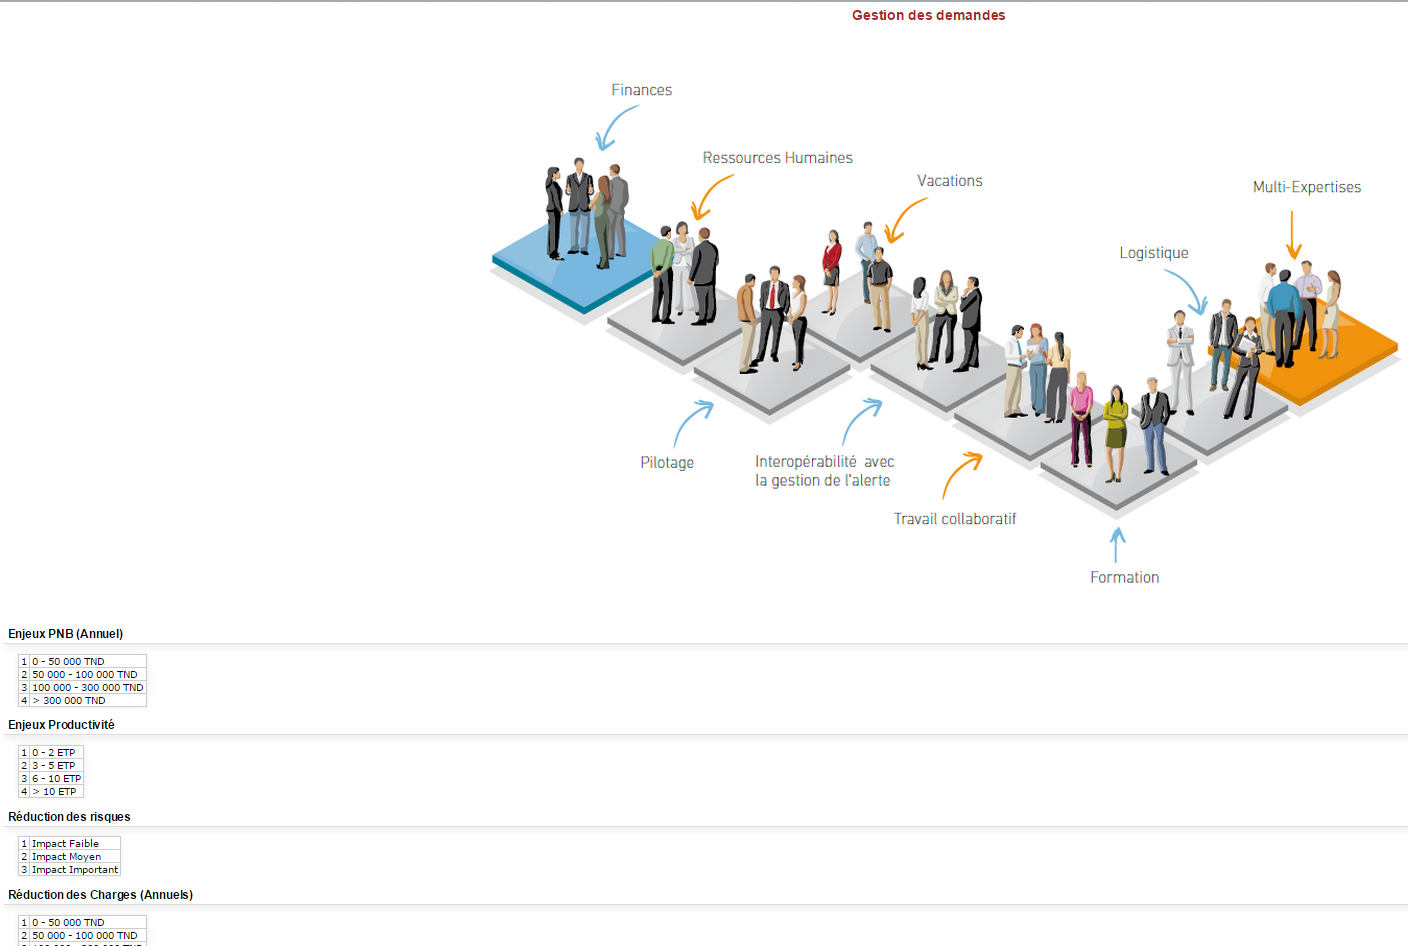 Gestion des demandes
Finances
Ressources Humaines
Vacations
Multi-Expertises
Logistique
Pilotage
Interopérabilité avec
la gestion de l'alerte
Travail collaboratif
Formation
Enjeux PNB (Annuel)
1 0 - 50 000 TND
2 50 000 - 100 000 TND
3 100 000 - 300 000 TND
4 > 300 000 TND
Enjeux Productivité
1 0 - 2 ETP
2 3 - 5 ETP
3 6 - 10 ETP
4 > 10 ETP
Réduction des risques
1 Impact Faible
2 Impact Moyen
3 Impact Important
Réduction des Charges (Annuels)
1 0 - 50 000 TND
2 50 000 - 100 000 TND